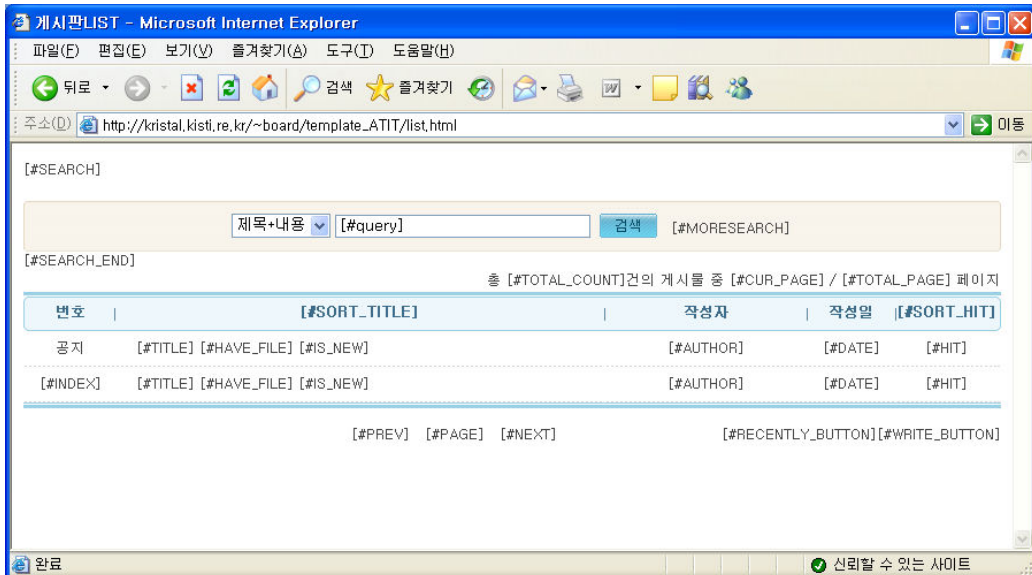 게시판LIST - Microsoft Internet Explorer
파일(F) 편집(E) 보기(V) 즐겨찾기(A) 도구(T) 도움말(H)
뒤로 검색 즐겨찾기
주소(D) http://kristal.kisti.re.kr/~board/template_ATIT/list.html 이동
[#SEARCH]
제목+내용 [#query] 검색 [#MORESEARCH]
[#SEARCH_END]
총 [#TOTAL_COUNT]건의 게시물 중 [#CUR_PAGE] / [#TOTAL_PAGE] 페이지
번호 | [#SORT_TITLE] | 작성자 | 작성일 |[#SORT_HIT]
공지 [#TITLE] [#HAVE_FILE] [#IS_NEW] [#AUTHOR] [#DATE] [#HIT]
[#INDEX] [#TITLE] [#HAVE_FILE] [#IS_NEW] [#AUTHOR] [#DATE] [#HIT]
[#PREV] [#PAGE] [#NEXT] [#RECENTLY_BUTTON][#WRITE_BUTTON]
완료 신뢰할 수 있는 사이트